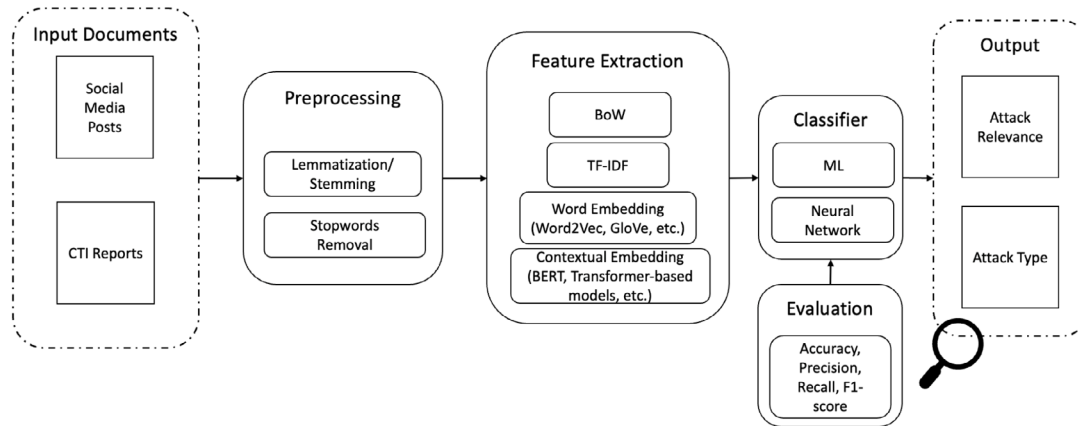 Input Documents
Social
Media
Posts
CTI Reports
Preprocessing
Lemmatization/
Stemming
Stopwords
Removal
Feature Extraction
BoW
TF-IDF
Word Embedding
(Word2Vec, GloVe, etc.)
Contextual Embedding
(BERT, Transformer-based
models, etc.)
Classifier
ML
Neural
Network
Evaluation
Accuracy,
Precision,
Recall, F1-
score
Output
Attack
Relevance
Attack Type